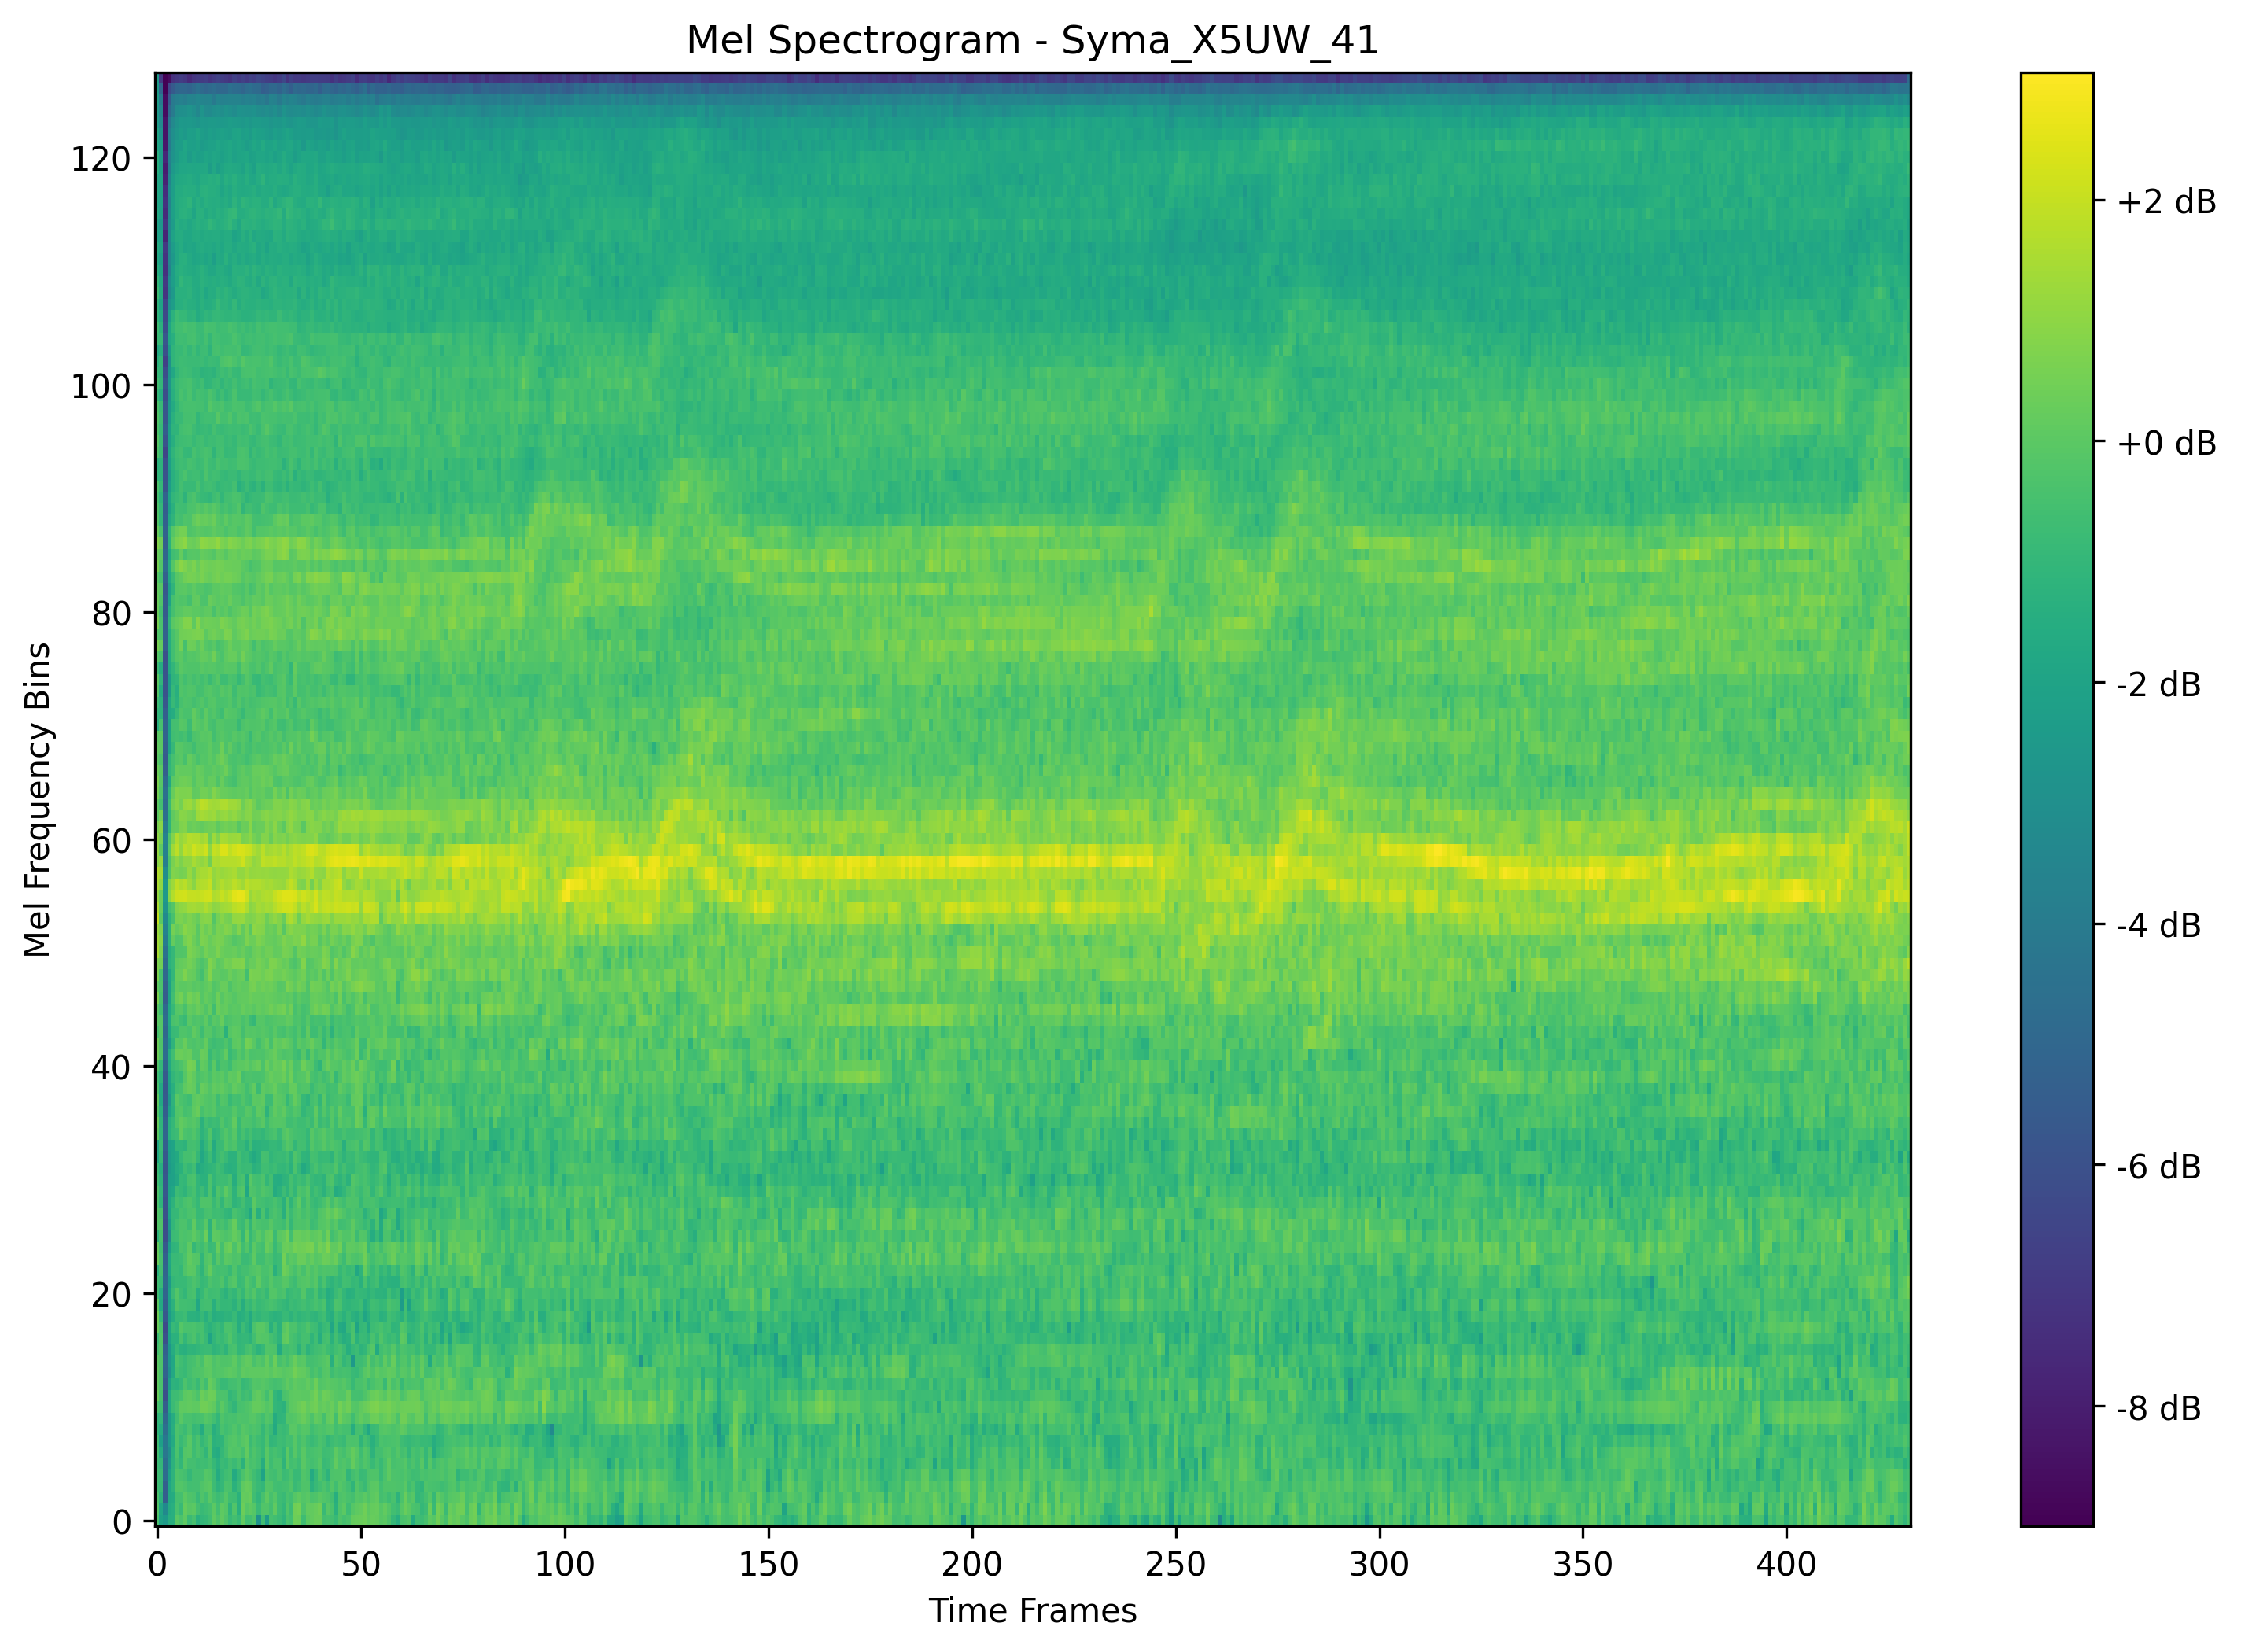 Mel Spectrogram - Syma_X5UW_41
Mel Frequency Bins
120
100
80
60
40
20
0
0 50 100 150 200 250 300 350 400
Time Frames
+2 dB
+0 dB
-2 dB
-4 dB
-6 dB
-8 dB